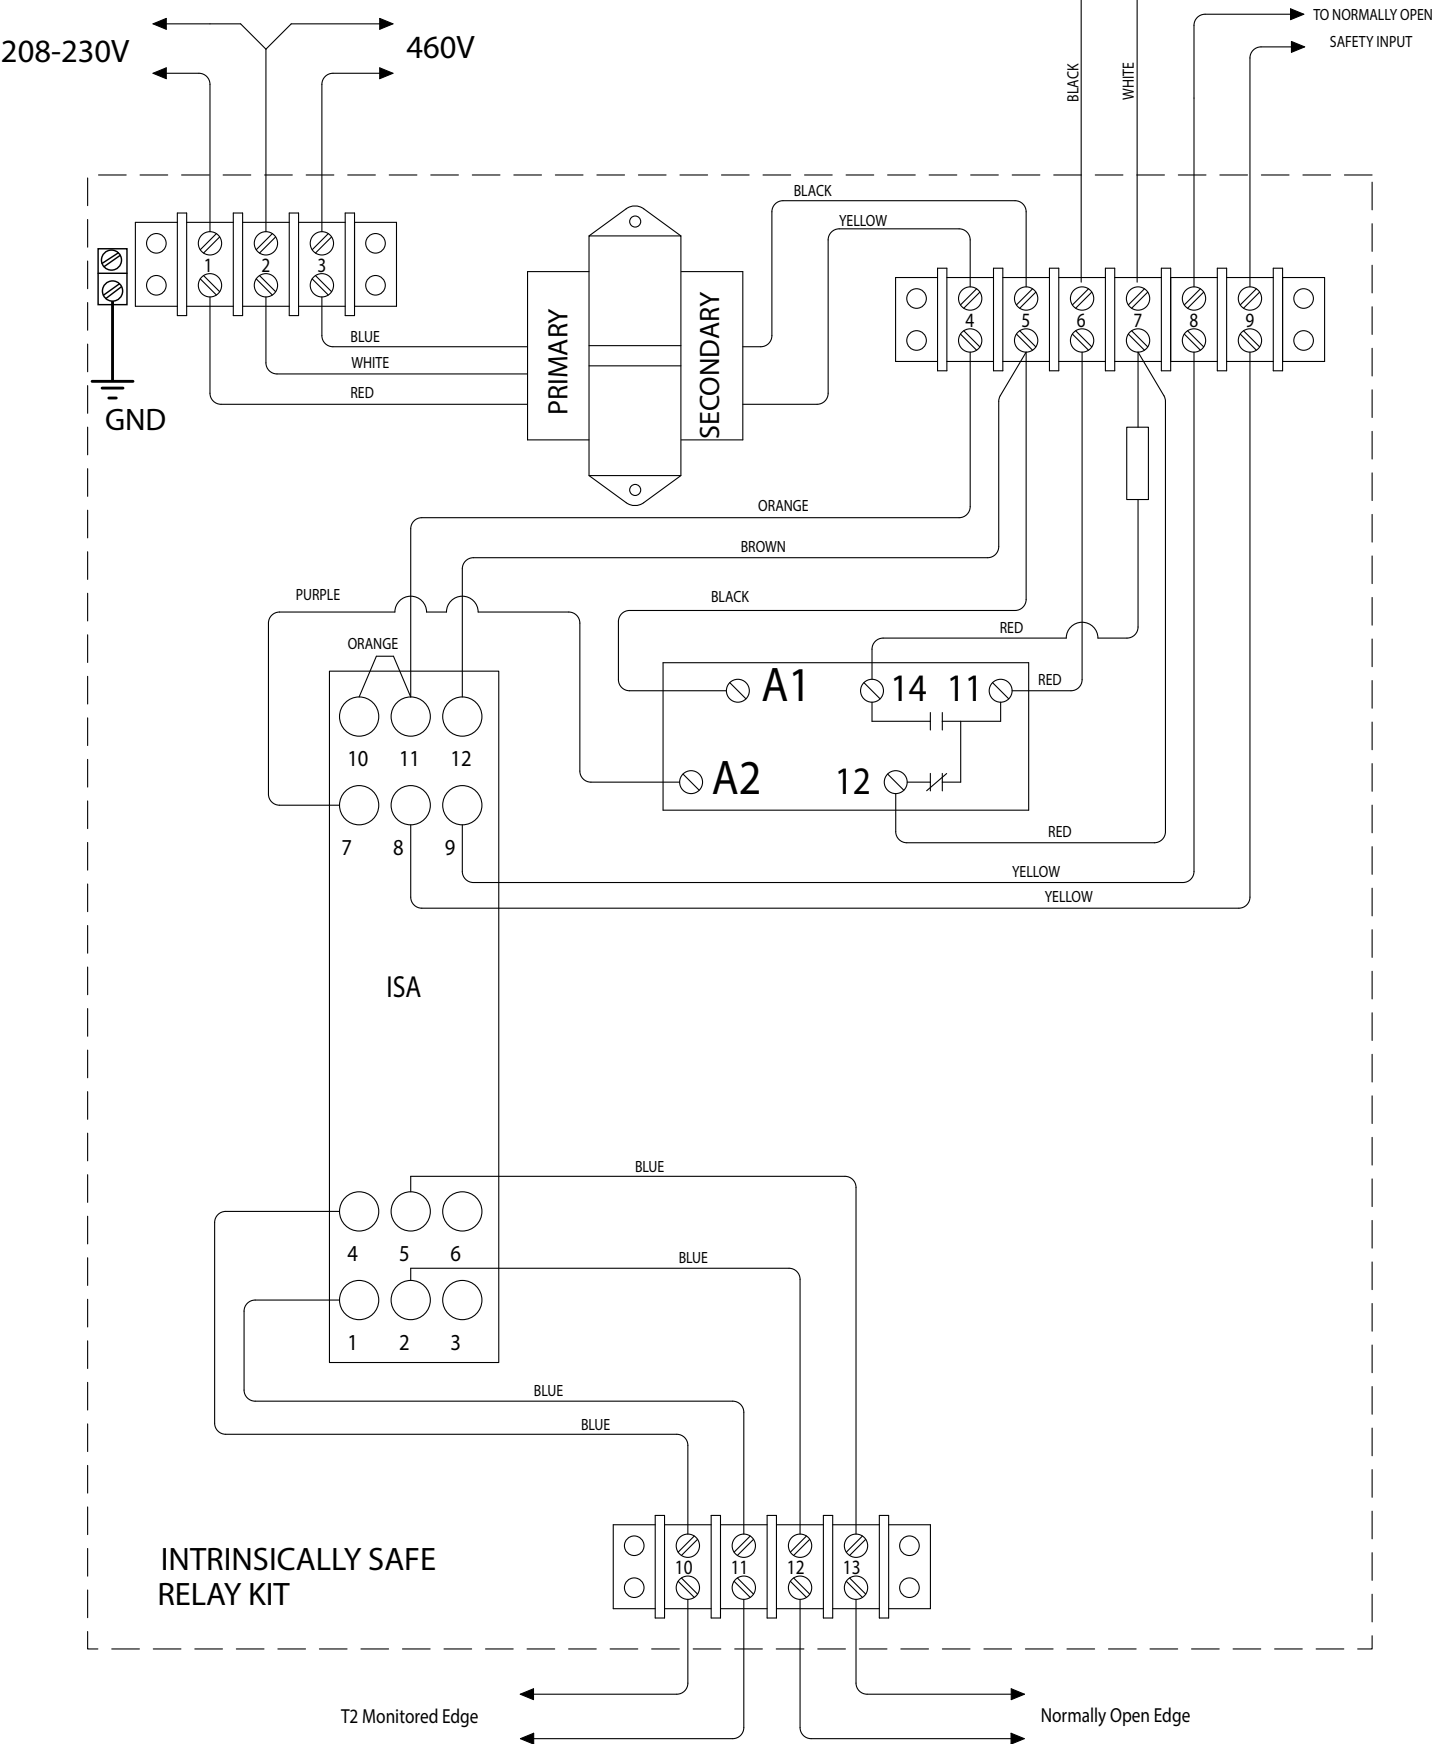 TO NORMALLY OPEN
SAFETY INPUT
208-230V
460V
BLACK
WHITE
BLACK
YELLOW
1
2
3
4
5
6
7
8
9
BLUE
WHITE
RED
PRIMARY
SECONDARY
GND
ORANGE
BROWN
PURPLE
BLACK
RED
ORANGE
A1
14
11
RED
10
11
12
A2
12
7
8
9
RED
YELLOW
YELLOW
ISA
BLUE
4
5
6
BLUE
1
2
3
BLUE
BLUE
INTRINSICALLY SAFE
RELAY KIT
10
11
12
13
T2 Monitored Edge
Normally Open Edge